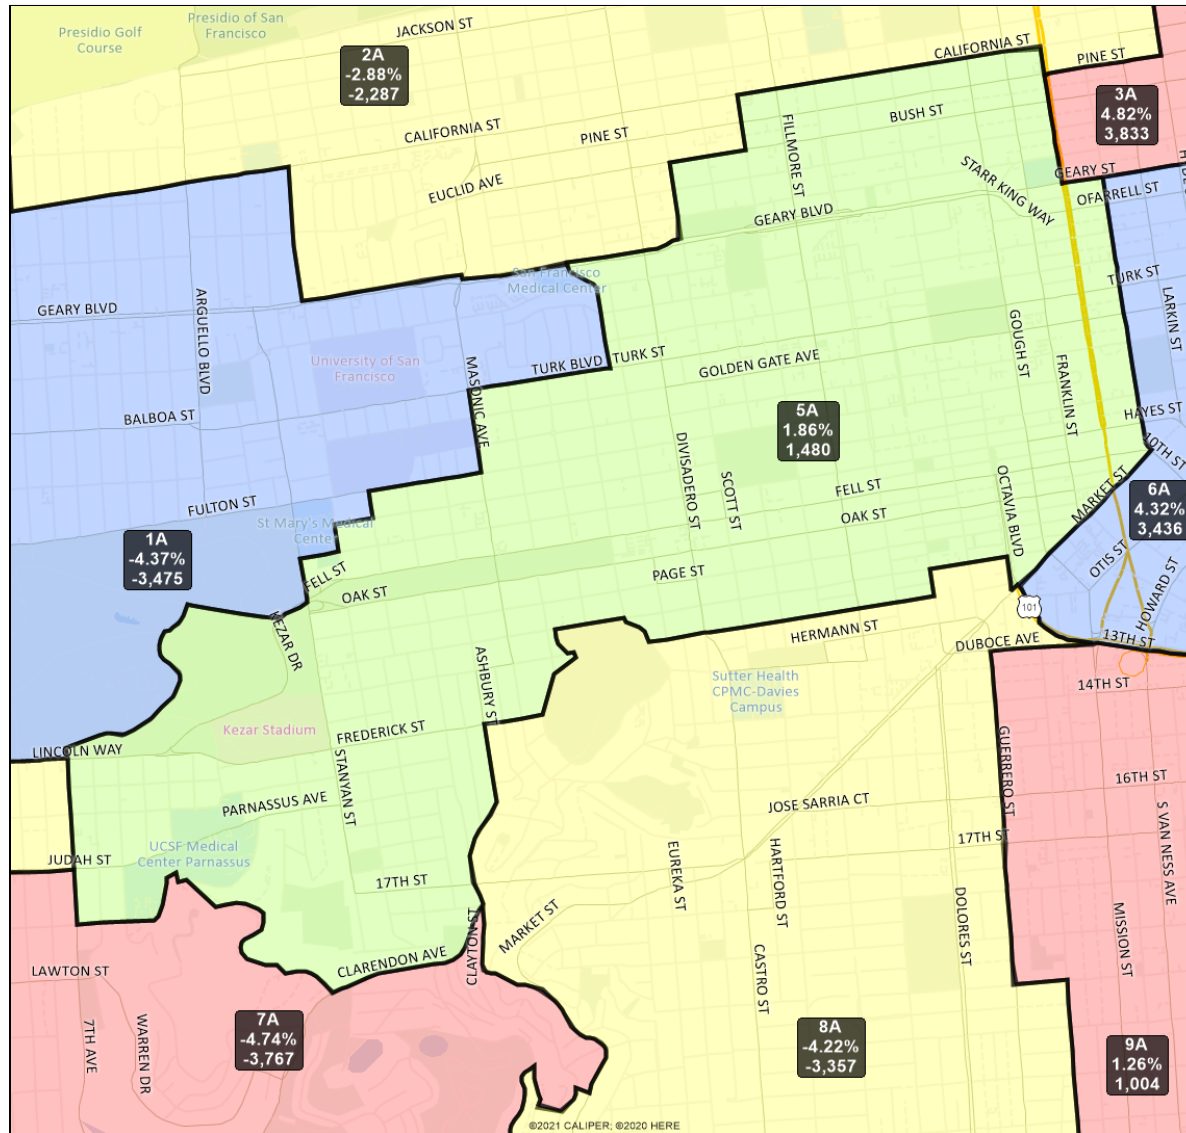 Presidio Golf
Course
Presidio of San
Francisco
JACKSON ST
2A
-2.88%
-2,287
CALIFORNIA ST
PINE ST
3A
4.82%
3,833
CALIFORNIA ST
PINE ST
FILLMORE ST
BUSH ST
EUCLID AVE
STARR KING WAY
GEARY ST
OFARRELL ST
GEARY BLVD
San Francisco
Medical Center
TURK ST
LARKIN ST
GEARY BLVD
ARGUELLO BLVD
University of San
Francisco
MASONIC AVE
TURK BLVD
TURK ST
GOLDEN GATE AVE
GOUGH ST
FRANKLIN ST
BALBOA ST
5A
1.86%
1,480
HAYES ST
10TH ST
DIVISADERO ST
SCOTT ST
FELL ST
OAK ST
OCTAVIA BLVD
MARKET ST
6A
4.32%
3,436
FULTON ST
St Mary's Medical
Center
1A
-4.37%
-3,475
FELL ST
OAK ST
PAGE ST
OTIS ST
HOWARD ST
101
KEZAR DR
HERMANN ST
DUBOCE AVE
13TH ST
ASHBURY ST
Sutter Health
CPMC-Davies
Campus
14TH ST
LINCOLN WAY
Kezar Stadium
FREDERICK ST
STANYAN ST
GUERRERO ST
16TH ST
PARNASSUS AVE
JOSE SARRIA CT
S VAN NESS AVE
JUDAH ST
UCSF Medical
Center Parnassus
EUREKA ST
HARTFORD ST
17TH ST
17TH ST
CLAYTON ST
MARKET ST
DOLORES ST
MISSION ST
LAWTON ST
CLARENDON AVE
CASTRO ST
7TH AVE
WARREN DR
7A
-4.74%
-3,767
8A
-4.22%
-3,357
9A
1.26%
1,004
©2021 CALIPER; ©2020 HERE